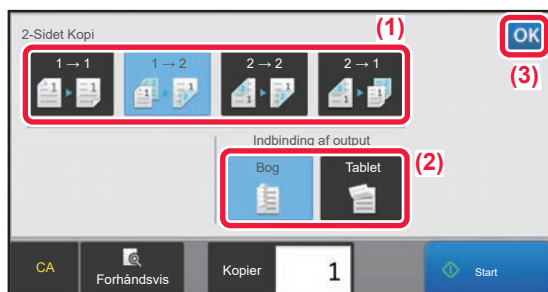 (1)
2-Sidet Kopi
OK
1 → 1
1 → 2
2 → 2
2 → 1
(3)
Indbinding af output
Bog
Tablet
(2)
CA
Forhåndsvis
Kopier
1
Start